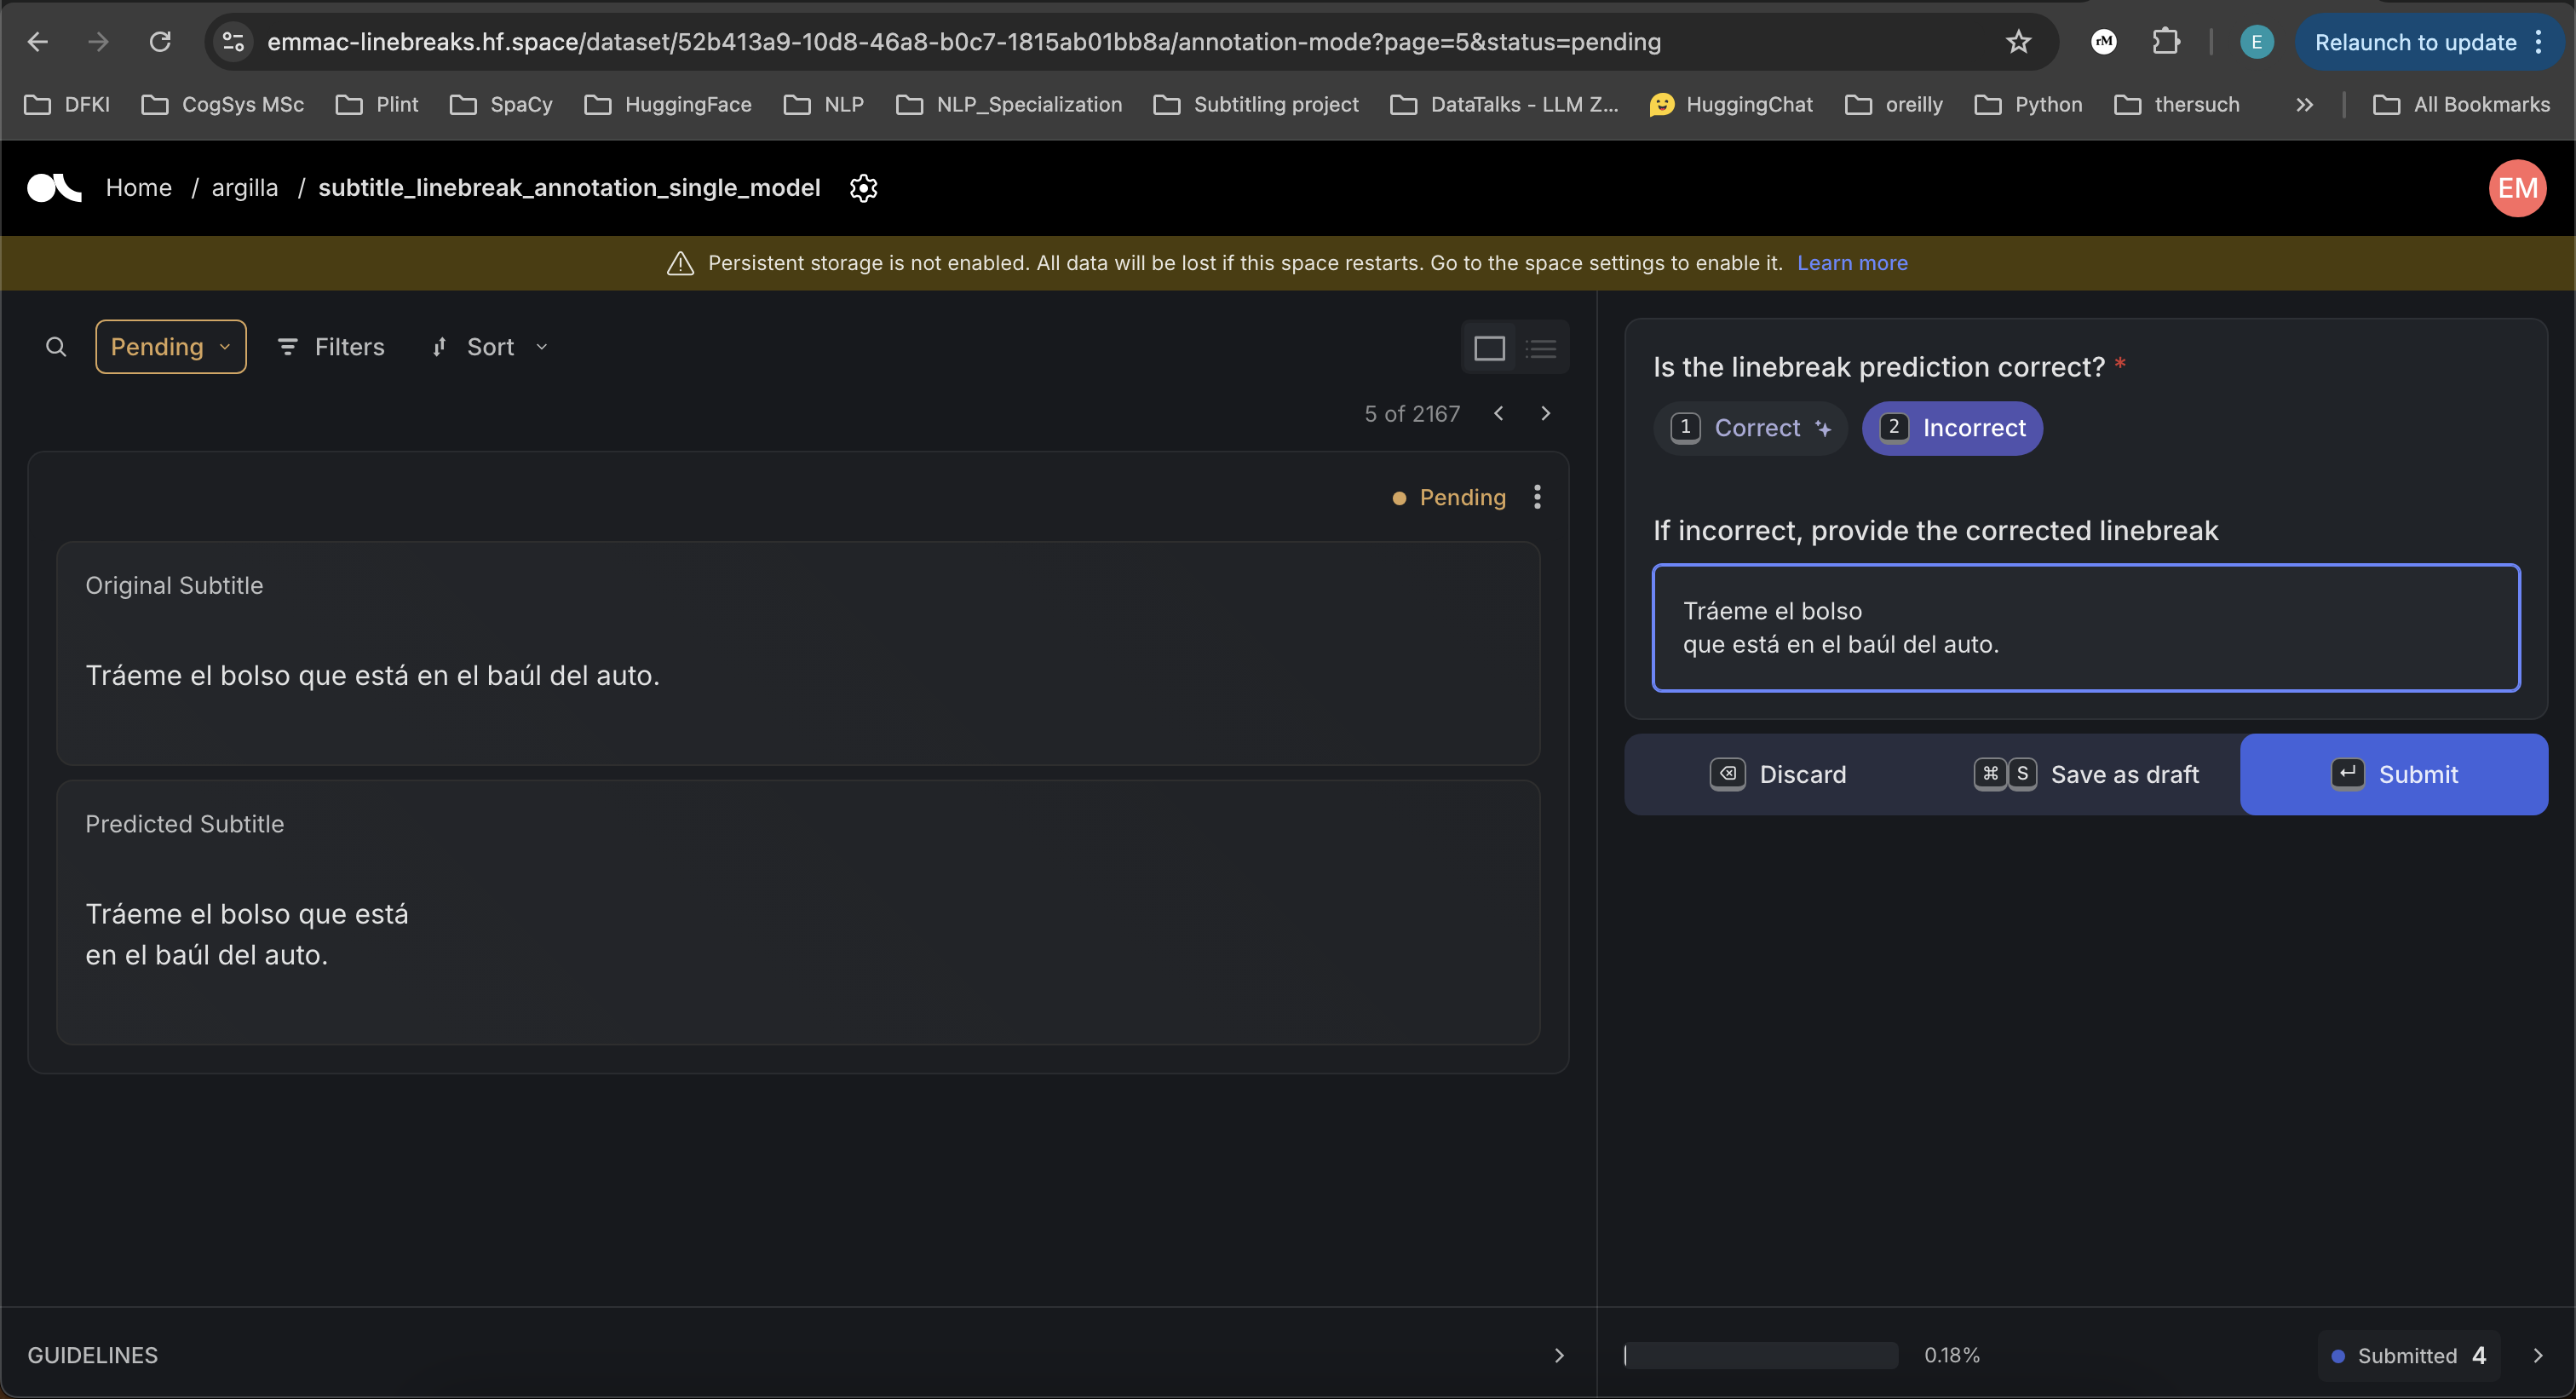 emmac-linebreaks.hf.space/dataset/52b413a9-10d8-46a8-b0c7-1815ab01bb8a/annotation-mode?page=5&status=pending
rM
E
Relaunch to update
DFKI
CogSys MSc
Plint
SpaCy
HuggingFace
NLP
NLP_Specialization
Subtitling project
DataTalks - LLM Z...
HuggingChat
oreilly
Python
thersuch
All Bookmarks
Home / argilla / subtitle_linebreak_annotation_single_model
EM
Persistent storage is not enabled. All data will be lost if this space restarts. Go to the space settings to enable it. Learn more
Pending
Filters
Sort
5 of 2167
Pending
Original Subtitle
Tráeme el bolso que está en el baúl del auto.
Predicted Subtitle
Tráeme el bolso que está
en el baúl del auto.
GUIDELINES
Is the linebreak prediction correct? *
1 Correct
2 Incorrect
If incorrect, provide the corrected linebreak
Tráeme el bolso
que está en el baúl del auto.
Discard
⌘ S Save as draft
Submit
0.18%
Submitted 4